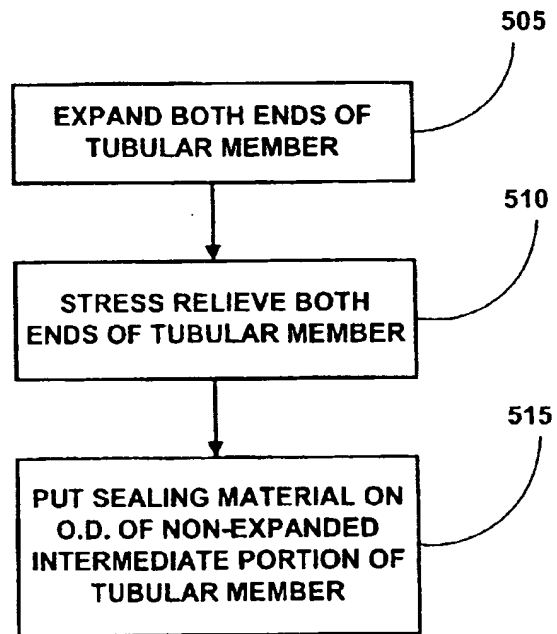 505
EXPAND BOTH ENDS OF
TUBULAR MEMBER
510
STRESS RELIEVE BOTH
ENDS OF TUBULAR MEMBER
515
PUT SEALING MATERIAL ON
O.D. OF NON-EXPANDED
INTERMEDIATE PORTION OF
TUBULAR MEMBER